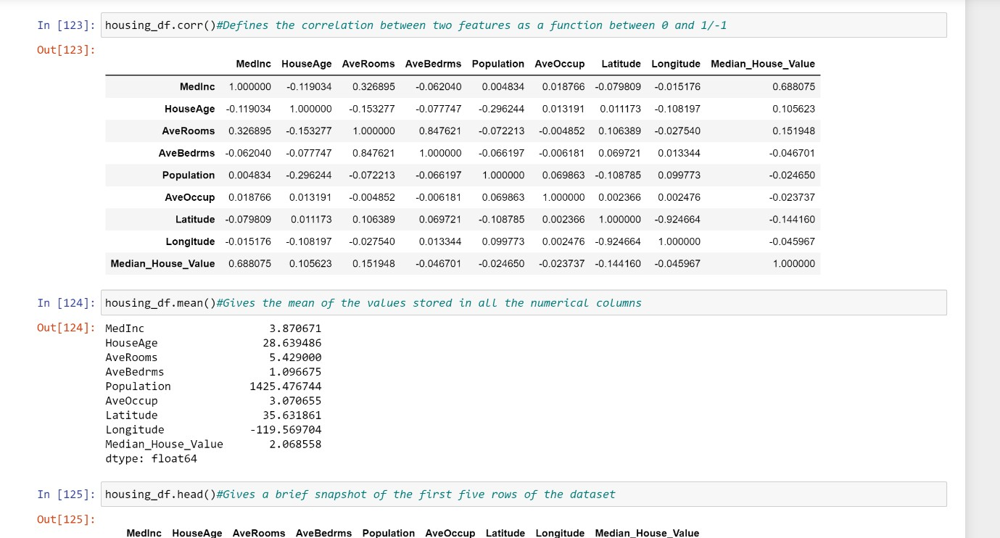 In [123]: housing_df.corr()#Defines the correlation between two features as a function between 0 and 1/-1
Out[123]:
MedInc HouseAge AveRooms AveBedrms Population AveOccup Latitude Longitude Median_House_Value
MedInc 1.000000 -0.119034 0.326895 -0.062040 0.004834 0.018766 -0.079809 -0.015176 0.688075
HouseAge -0.119034 1.000000 -0.153277 -0.077747 -0.296244 0.013191 0.011173 -0.108197 0.105623
AveRooms 0.326895 -0.153277 1.000000 0.847621 -0.072213 -0.004852 0.106389 -0.027540 0.151948
AveBedrms -0.062040 -0.077747 0.847621 1.000000 -0.066197 -0.006181 0.069721 0.013344 -0.046701
Population 0.004834 -0.296244 -0.072213 -0.066197 1.000000 0.069863 -0.108785 0.099773 -0.024650
AveOccup 0.018766 0.013191 -0.004852 -0.006181 0.069863 1.000000 0.002366 0.002476 -0.023737
Latitude -0.079809 0.011173 0.106389 0.069721 -0.108785 0.002366 1.000000 -0.924664 -0.144160
Longitude -0.015176 -0.108197 -0.027540 0.013344 0.099773 0.002476 -0.924664 1.000000 -0.045967
Median_House_Value 0.688075 0.105623 0.151948 -0.046701 -0.024650 -0.023737 -0.144160 -0.045967 1.000000
In [124]: housing_df.mean()#Gives the mean of the values stored in all the numerical columns
Out[124]: MedInc 3.870671
HouseAge 28.639486
AveRooms 5.429000
AveBedrms 1.096675
Population 1425.476744
AveOccup 3.070655
Latitude 35.631861
Longitude -119.569704
Median_House_Value 2.068558
dtype: float64
In [125]: housing_df.head()#Gives a brief snapshot of the first five rows of the dataset
Out[125]:
MedInc HouseAge AveRooms AveBedrms Population AveOccup Latitude Longitude Median_House_Value